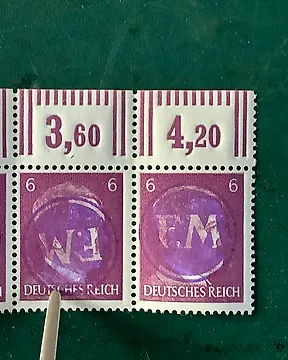 3,60 4,20
6 6 6 6
F.M. F.M
DEUTSCHES REICH DEUTSCHES REICH